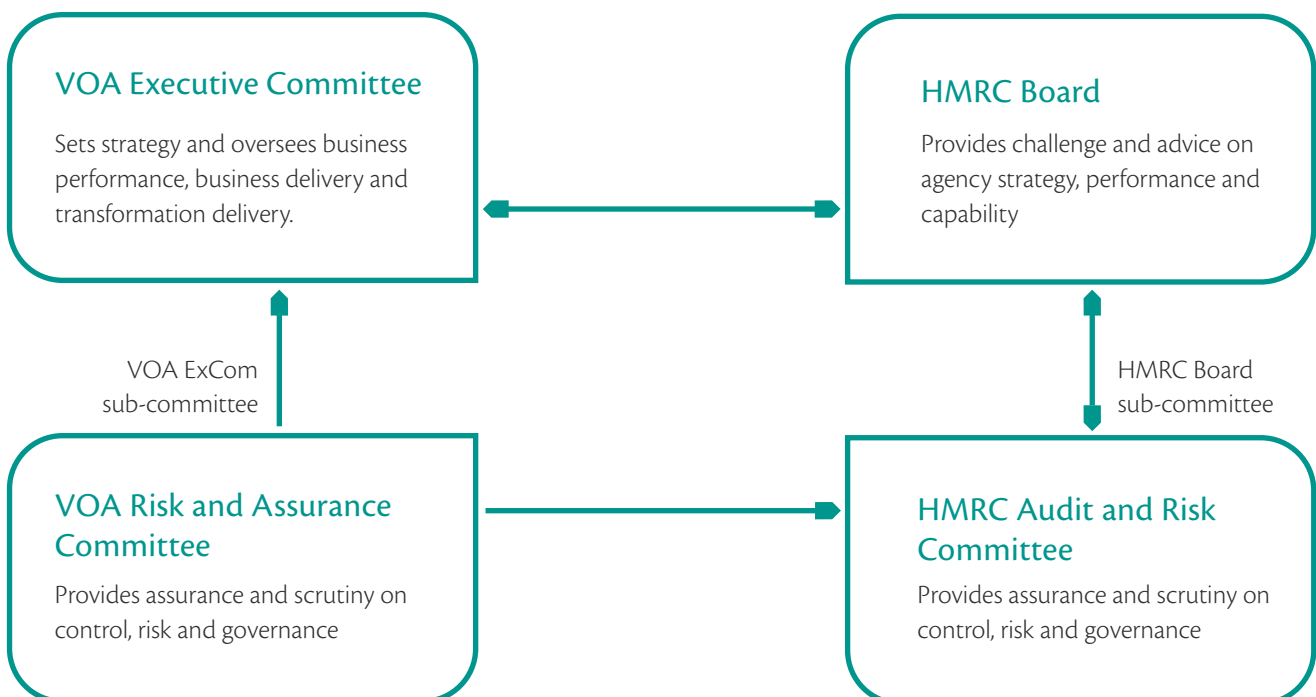 VOA Executive Committee
Sets strategy and oversees business
performance, business delivery and
transformation delivery.
HMRC Board
Provides challenge and advice on
agency strategy, performance and
capability
VOA ExCom
sub-committee
HMRC Board
sub-committee
VOA Risk and Assurance
Committee
Provides assurance and scrutiny on
control, risk and governance
HMRC Audit and Risk
Committee
Provides assurance and scrutiny on
control, risk and governance